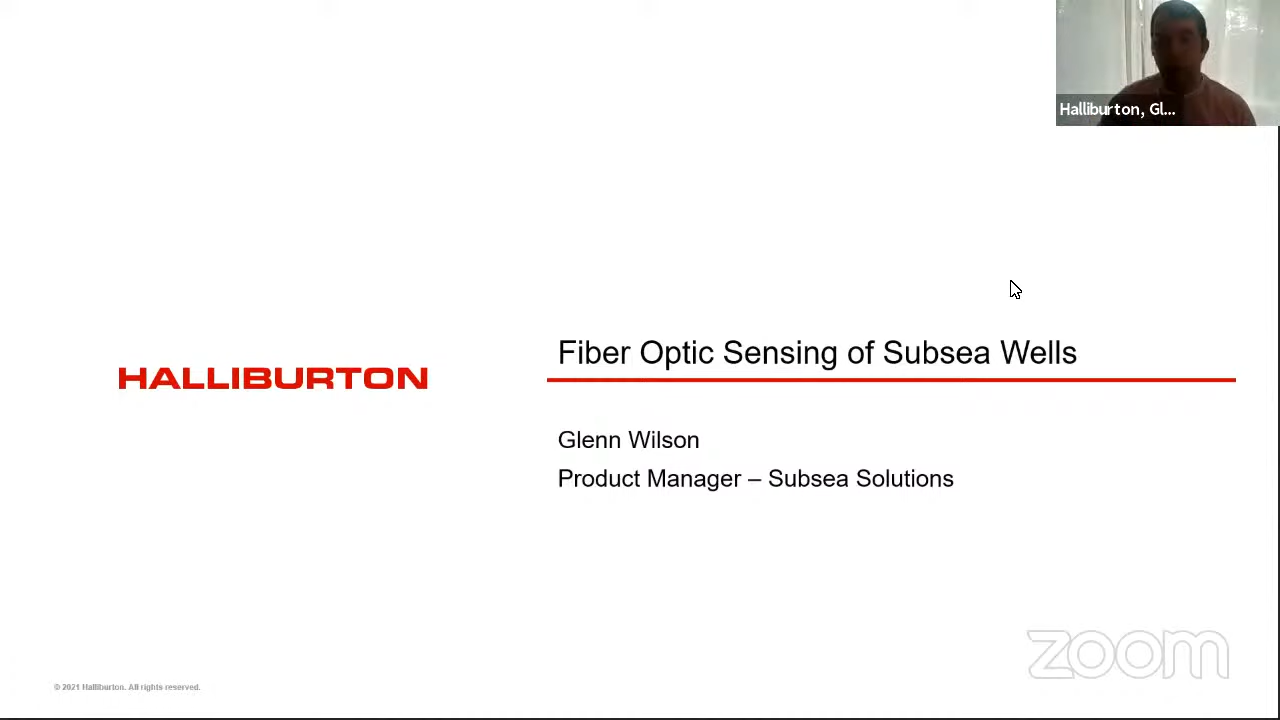 Halliburton, Gl...
Fiber Optic Sensing of Subsea Wells
HALLIBURTON
Glenn Wilson
Product Manager – Subsea Solutions
zoom
© 2021 Halliburton. All rights reserved.